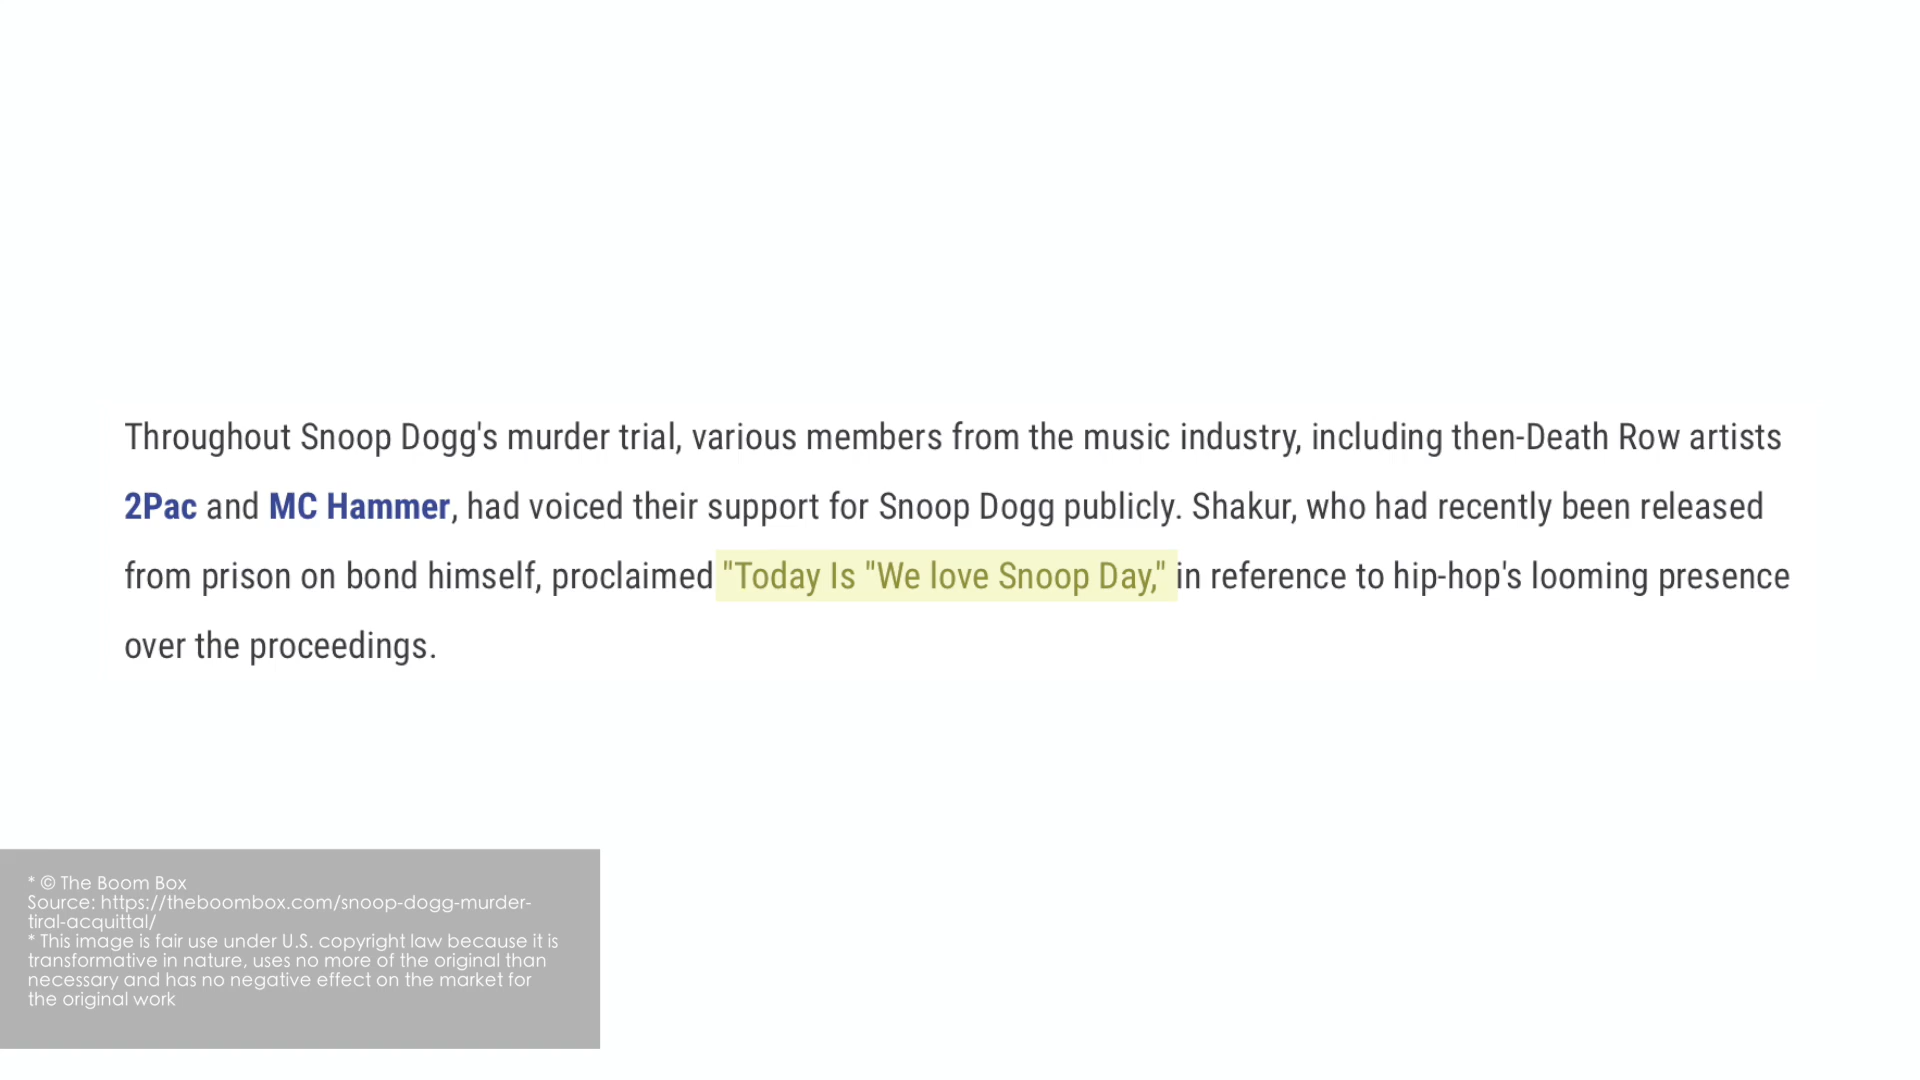 Throughout Snoop Dogg's murder trial, various members from the music industry, including then-Death Row artists
2Pac and MC Hammer, had voiced their support for Snoop Dogg publicly. Shakur, who had recently been released
from prison on bond himself, proclaimed "Today Is "We love Snoop Day," in reference to hip-hop's looming presence
over the proceedings.
* © The Boom Box
Source: https://theboombox.com/snoop-dogg-murder-
tiral-acquittal/
* This image is fair use under U.S. copyright law because it is
transformative in nature, uses no more of the original than
necessary and has no negative effect on the market for
the original work